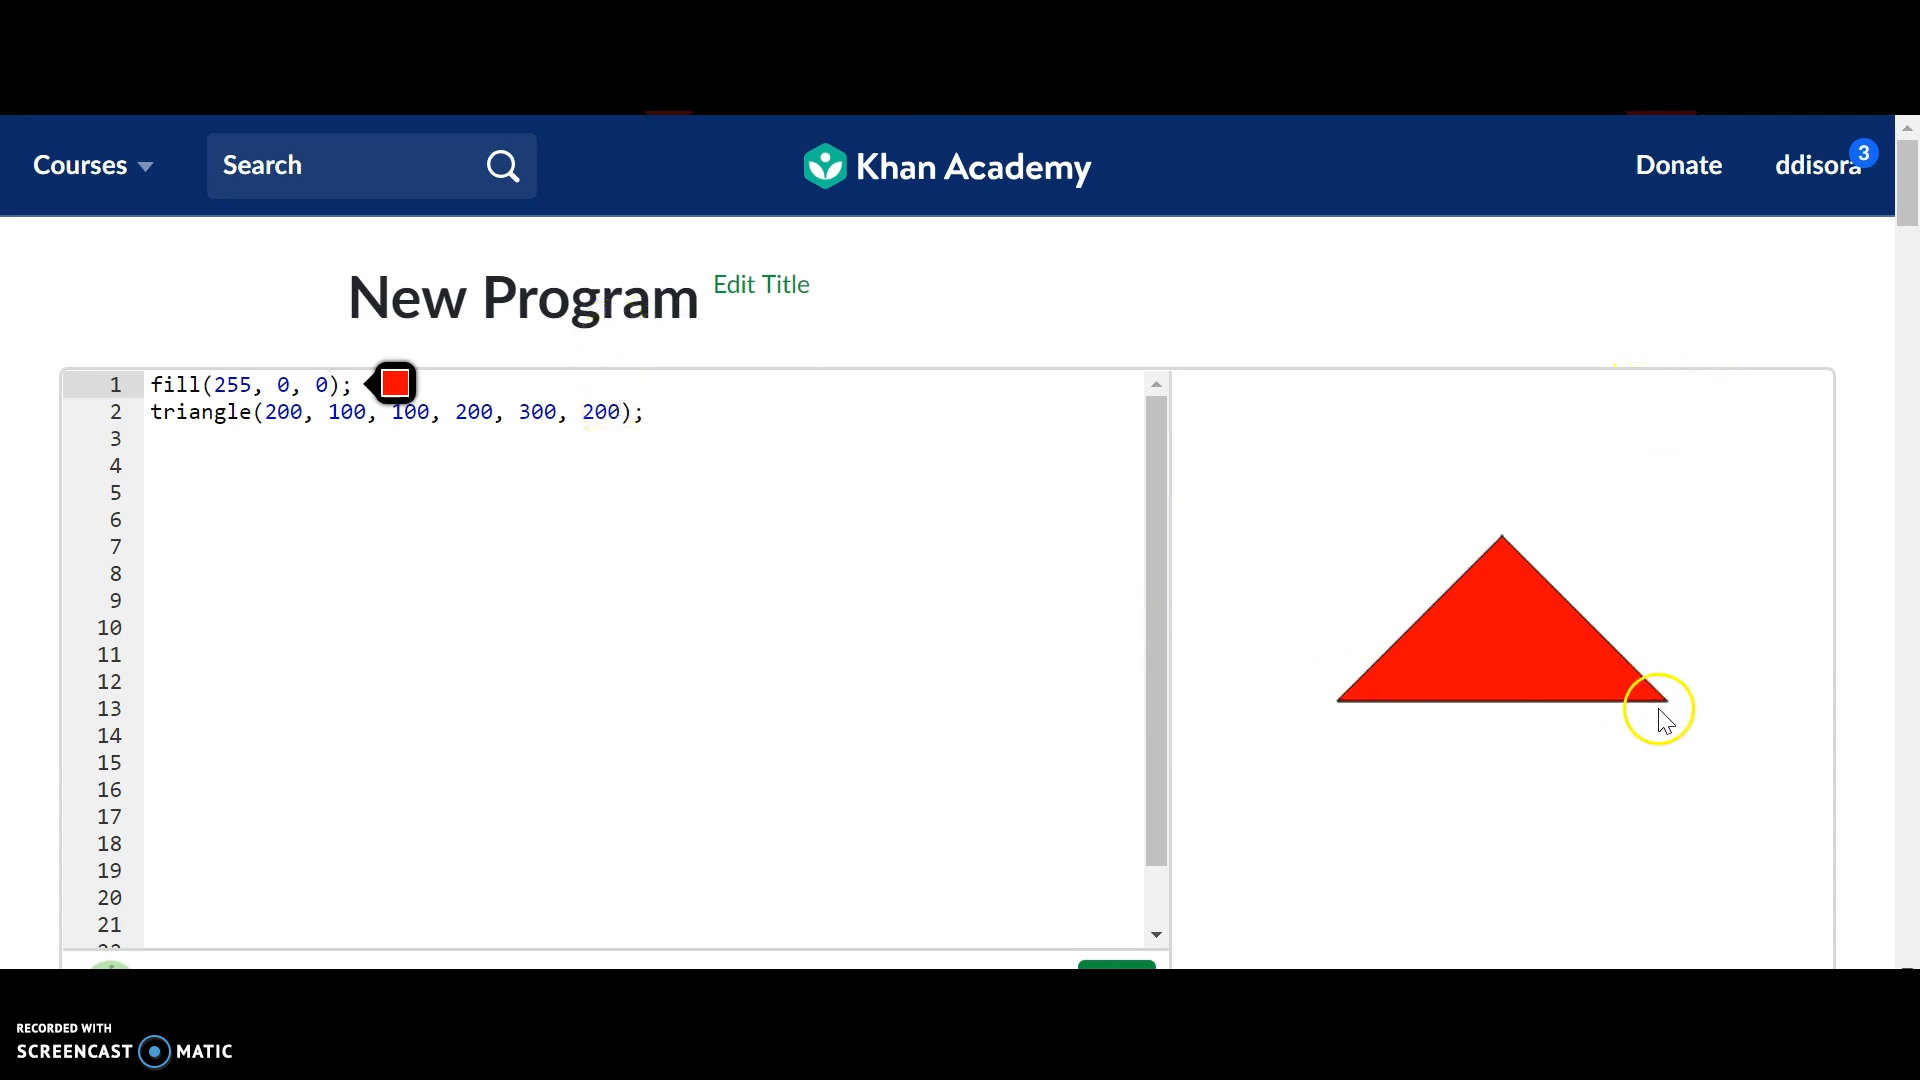 Courses
Search
Khan Academy
Donate
ddisora
3
New Program
Edit Title
1 fill(255, 0, 0);
2 triangle(200, 100, 100, 200, 300, 200);
3
4
5
6
7
8
9
10
11
12
13
14
15
16
17
18
19
20
21
RECORDED WITH
SCREENCAST MATIC